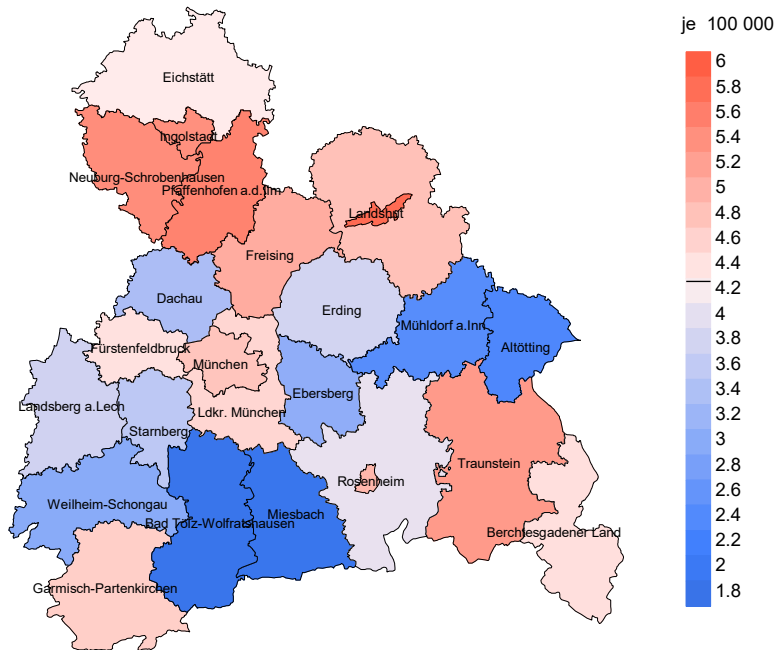 je 100 000
Eichstätt
Ingolstadt
Neuburg-Schrobenhausen
Pfaffenhofen a.d.Ilm
Landshut
Freising
Dachau
Erding
Mühldorf a.Inn
Altötting
Fürstenfeldbruck
München
Landsberg a.Lech
Ldkr. München
Ebersberg
Starnberg
Traunstein
Rosenheim
Weilheim-Schongau
Miesbach
Bad Tölz-Wolfratshausen
Berchtesgadener Land
Garmisch-Partenkirchen
6
5.8
5.6
5.4
5.2
5
4.8
4.6
4.4
4.2
4
3.8
3.6
3.4
3.2
3
2.8
2.6
2.4
2.2
2
1.8